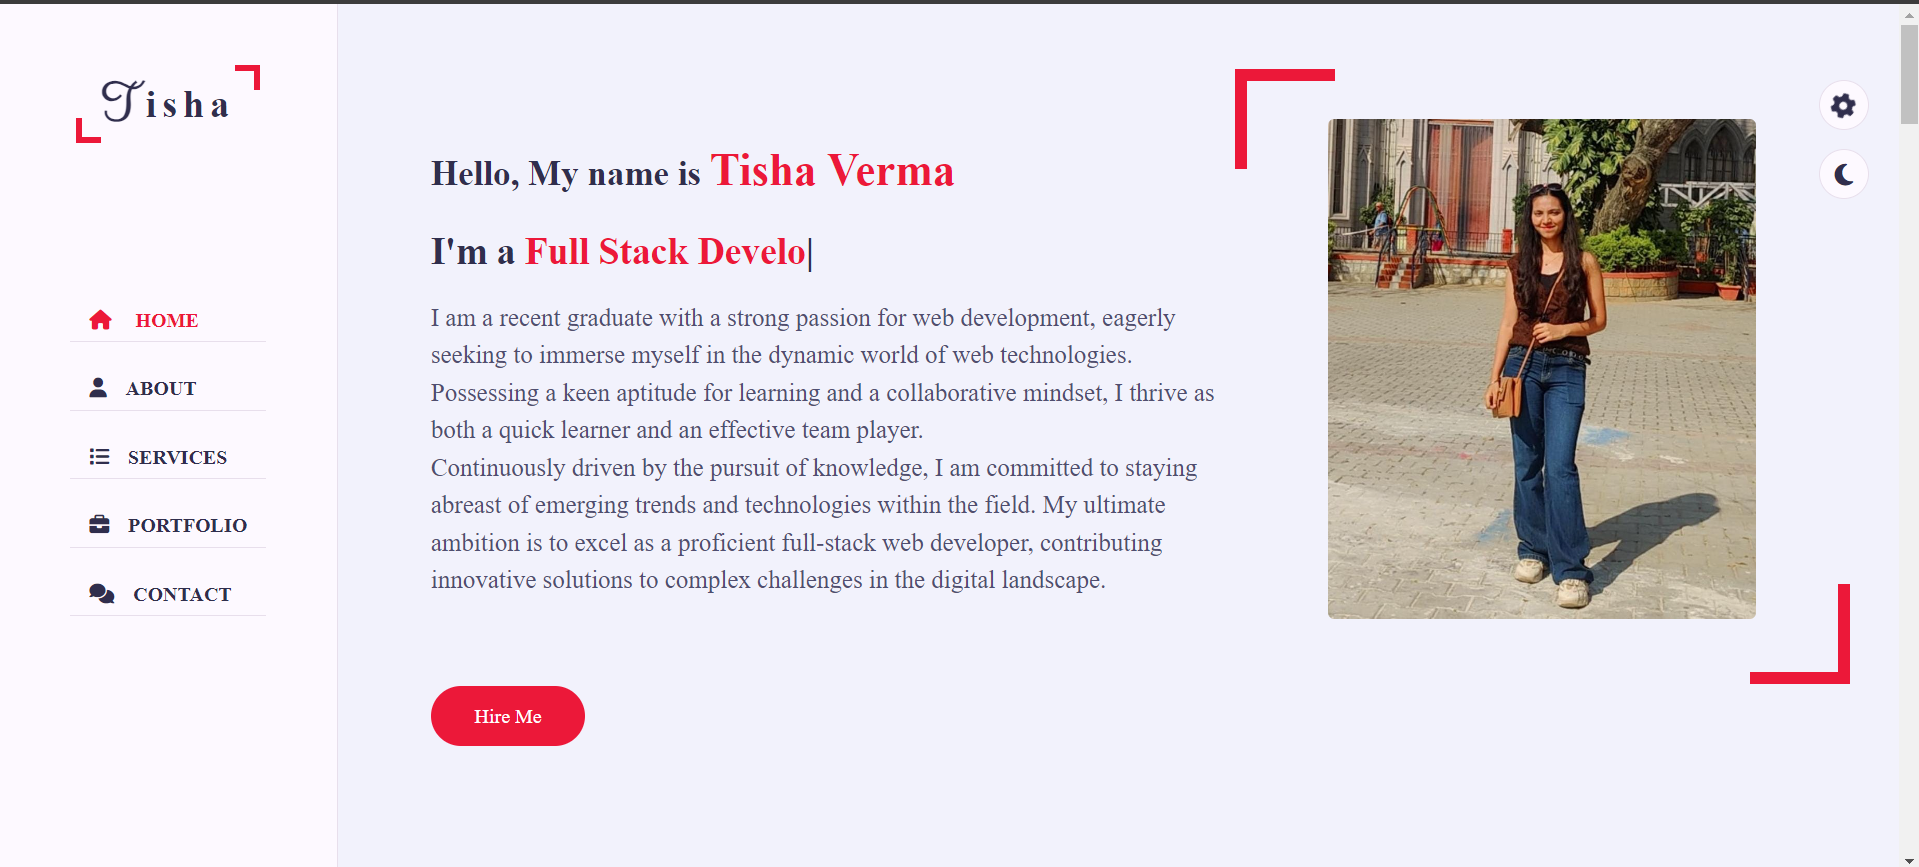 Tisha
HOME
ABOUT
SERVICES
PORTFOLIO
CONTACT
Hello, My name is Tisha Verma
I'm a Full Stack Develo|
I am a recent graduate with a strong passion for web development, eagerly
seeking to immerse myself in the dynamic world of web technologies.
Possessing a keen aptitude for learning and a collaborative mindset, I thrive as
both a quick learner and an effective team player.
Continuously driven by the pursuit of knowledge, I am committed to staying
abreast of emerging trends and technologies within the field. My ultimate
ambition is to excel as a proficient full-stack web developer, contributing
innovative solutions to complex challenges in the digital landscape.
Hire Me